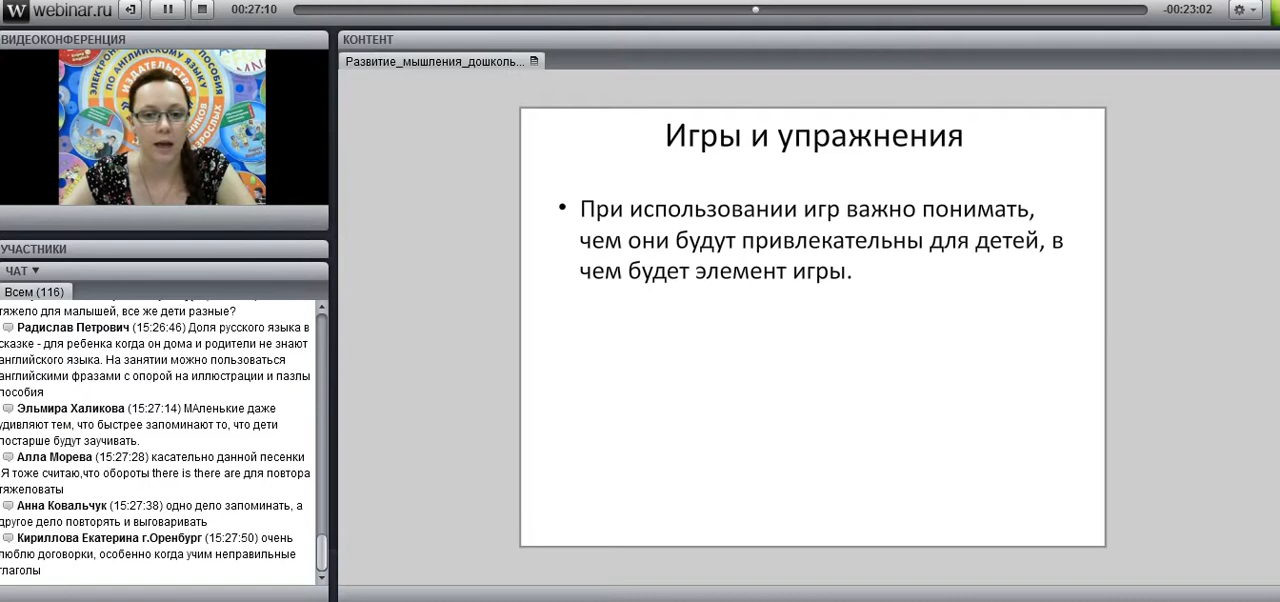 W webinar.ru
00:27:10
-00:23:02
ВИДЕОКОНФЕРЕНЦИЯ
ЭЛЕКТРОННЫЕ ПОСОБИЯ
ПО АНГЛИЙСКОМУ ЯЗЫКУ
ИЗДАТЕЛЬСТВА
УЧАСТНИКИ
ЧАТ
Всем (116)
тяжело для малышей, все же дети разные?
Радислав Петрович (15:26:46) Доля русского языка в
сказке - для ребенка когда он дома и родители не знают
английского языка. На занятии можно пользоваться
английскими фразами с опорой на иллюстрации и пазлы
пособия
Эльмира Халикова (15:27:14) МАленькие даже
удивляют тем, что быстрее запоминают то, что дети
постарше будут заучивать.
Алла Морева (15:27:28) касательно данной песенки
Я тоже считаю,что обороты there is there are для повтора
тяжеловаты
Анна Ковальчук (15:27:38) одно дело запоминать, а
другое дело повторять и выговаривать
Кириллова Екатерина г.Оренбург (15:27:50) очень
люблю договорки, особенно когда учим неправильные
глаголы
КОНТЕНТ
Развитие_мышления_дошколь...
Игры и упражнения
• При использовании игр важно понимать,
чем они будут привлекательны для детей, в
чем будет элемент игры.